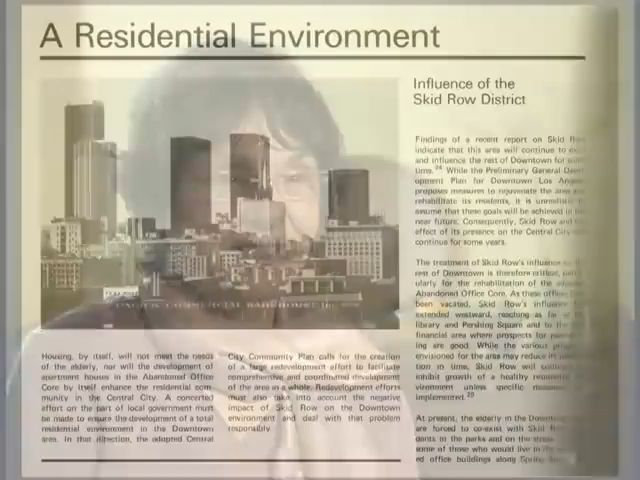 A Residential Environment
Influence of the
Skid Row District
Findings of a recent report on Skid Row
indicate that this area will continue to
and influence the rest of Downtown for
time.24 While the Preliminary General
opment Plan for Downtown Los
proposes measures to rejuvenate the area
rehabilitate its residents, it is
assume that these goals will be achieved in
near future. Consequently, Skid Row and
effect of its presence on the Central City
continue for some years.
The treatment of Skid Row's influence
rest of Downtown is therefore critical,
ularly for the rehabilitation of the
Abandoned Office Core. As these offices
been vacated, Skid Row's influence
extended westward, reaching as far
library and Pershing Square and to the
financial area where prospects for
ing are good. While the various
envisioned for the area may reduce its
tion in time, Skid Row will
inhibit growth of a healthy
vironment unless specific
implemented.
At present, the elderly in the Downtown
are forced to co-exist with Skid
dents in the parks and on the
some of those who would live in the
ed office buildings along Spring
PACIFIC COMMERCIAL WAREHOUSE
Housing, by itself, will not meet the needs
of the elderly, nor will the development of
apartment houses in the Abandoned Office
Core by itself enhance the residential com-
munity in the Central City. A concerted
effort on the part of local government must
be made to ensure the development of a total
residential environment in the Downtown
area. In that direction, the adopted Central
City Community Plan calls for the creation
of a large redevelopment effort to facilitate
comprehensive and coordinated development
of the area as a whole. Redevelopment efforts
must also take into account the negative
impact of Skid Row on the Downtown
environment and deal with that problem
responsibly.